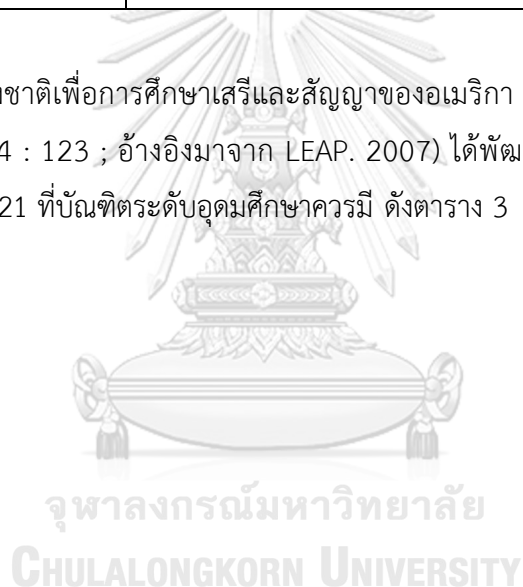 ชาติเพื่อการศึกษาเสรีและสัญญาของอเมริกา
4 : 123 ; อ้างอิงมาจาก LEAP. 2007) ได้พัฒ
21 ที่บัณฑิตระดับอุดมศึกษาควรมี ดังตาราง 3
จุฬาลงกรณ์มหาวิทยาลัย
CHULALONGKORN UNIVERSITY